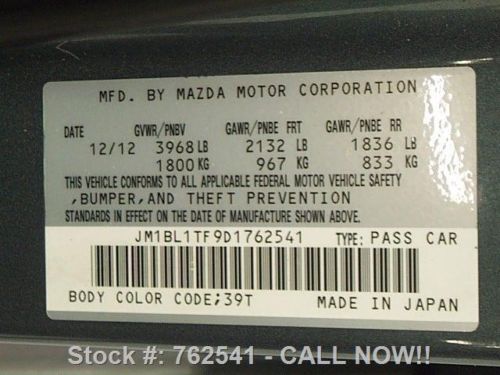 MFD. BY MAZDA MOTOR CORPORATION
DATE GVWR/PNBV GAWR/PNBE FRT GAWR/PNBE RR
12/12 3968 LB 2132 LB 1836 LB
1800 KG 967 KG 833 KG
THIS VEHICLE CONFORMS TO ALL APPLICABLE FEDERAL MOTOR VEHICLE SAFETY
,BUMPER,AND THEFT PREVENTION
STANDARDS IN EFFECT ON THE DATE OF MANUFACTURE SHOWN ABOVE.
JM1BL1TF9D1762541 TYPE: PASS CAR
BODY COLOR CODE;39T MADE IN JAPAN
Stock #: 762541 - CALL NOW!!